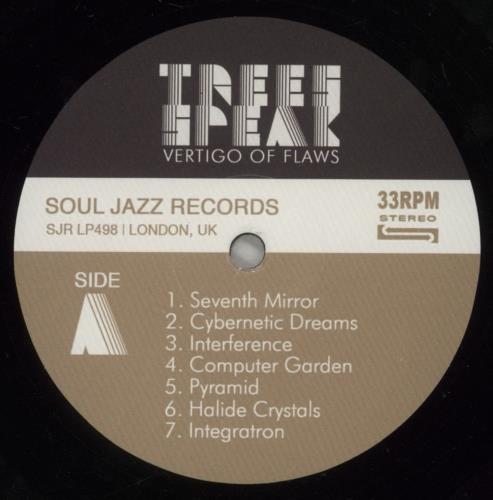 TREES
SPEAK
VERTIGO OF FLAWS
SOUL JAZZ RECORDS
SJR LP498 | LONDON, UK
33RPM
STEREO
SIDE
A
1. Seventh Mirror
2. Cybernetic Dreams
3. Interference
4. Computer Garden
5. Pyramid
6. Halide Crystals
7. Integratron